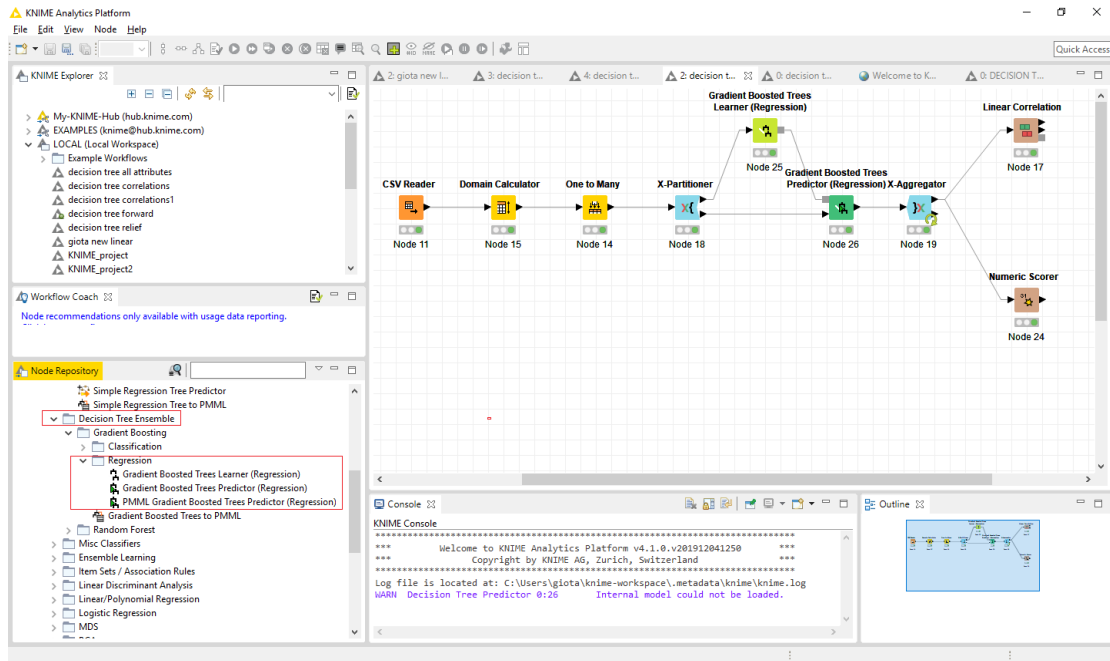 KNIME Analytics Platform
File Edit View Node Help
Quick Access
KNIME Explorer
My-KNIME-Hub (hub.knime.com)
EXAMPLES (knime@hub.knime.com)
LOCAL (Local Workspace)
Example Workflows
decision tree all attributes
decision tree correlations
decision tree correlations1
decision tree forward
decision tree relief
giota new linear
KNIME_project
KNIME_project2
Workflow Coach
Node recommendations only available with usage data reporting.
Node Repository
Simple Regression Tree Predictor
Simple Regression Tree to PMML
Decision Tree Ensemble
Gradient Boosting
Classification
Regression
Gradient Boosted Trees Learner (Regression)
Gradient Boosted Trees Predictor (Regression)
PMML Gradient Boosted Trees Predictor (Regression)
Gradient Boosted Trees to PMML
Random Forest
Misc Classifiers
Ensemble Learning
Item Sets / Association Rules
Linear Discriminant Analysis
Linear/Polynomial Regression
Logistic Regression
MDS
2: giota new l... 3: decision t... 4: decision t... 2: decision t... 0: decision t... Welcome to K... 0: DECISION T...
Gradient Boosted Trees
Learner (Regression)
Node 25
Linear Correlation
Node 17
CSV Reader
Node 11
Domain Calculator
Node 15
One to Many
Node 14
X-Partitioner
Node 18
Gradient Boosted Trees
Predictor (Regression)
Node 26
X-Aggregator
Node 19
Numeric Scorer
Node 24
Console
KNIME Console
***********************************************************************
*** Welcome to KNIME Analytics Platform v4.1.0.v201912041250 ***
*** Copyright by KNIME AG, Zurich, Switzerland ***
***********************************************************************
Log file is located at: C:\Users\giota\knime-workspace\.metadata\knime\knime.log
WARN Decision Tree Predictor 0:26 Internal model could not be loaded.
Outline